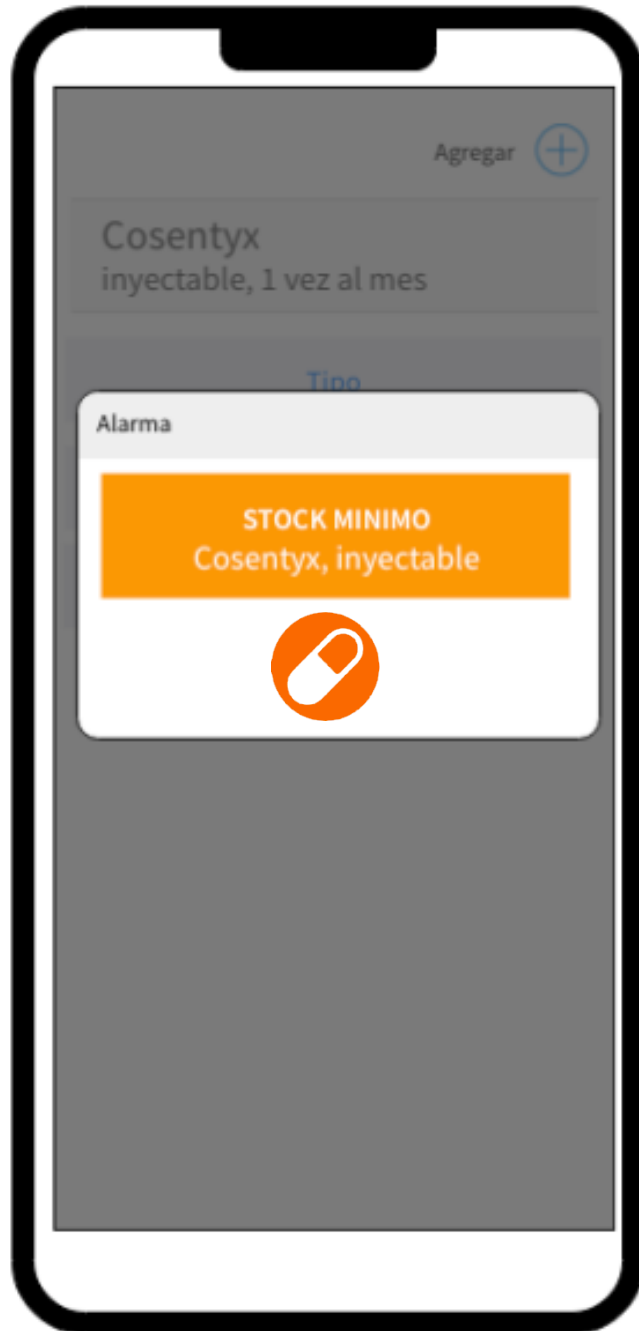 Agregar
Cosentyx
inyectable, 1 vez al mes
Tipo
Alarma
STOCK MINIMO
Cosentyx, inyectable